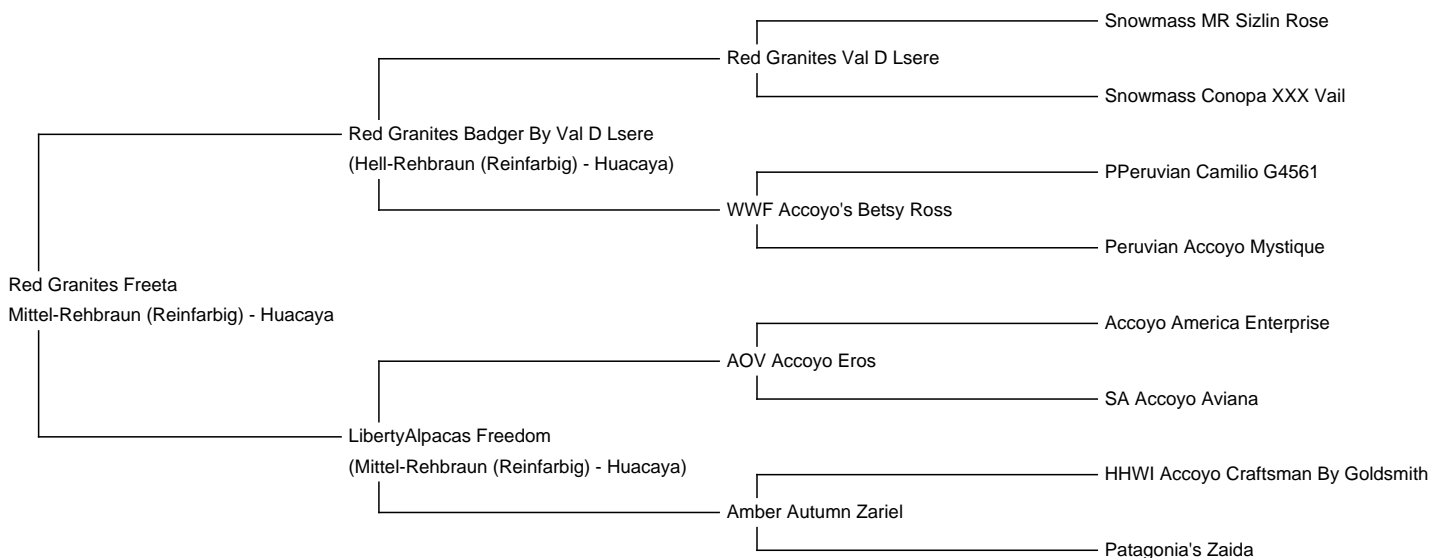 Snowmass MR Sizlin Rose
Red Granites Val D Lsere
Snowmass Conopa XXX Vail
Red Granites Badger By Val D Lsere
(Hell-Rehbraun (Reinfarbig) - Huacaya)
PPeruvian Camilio G4561
WWF Accoyo's Betsy Ross
Peruvian Accoyo Mystique
Red Granites Freeta
Mittel-Rehbraun (Reinfarbig) - Huacaya
Accoyo America Enterprise
AOV Accoyo Eros
SA Accoyo Aviana
LibertyAlpacas Freedom
(Mittel-Rehbraun (Reinfarbig) - Huacaya)
HHWI Accoyo Craftsman By Goldsmith
Amber Autumn Zariel
Patagonia's Zaida